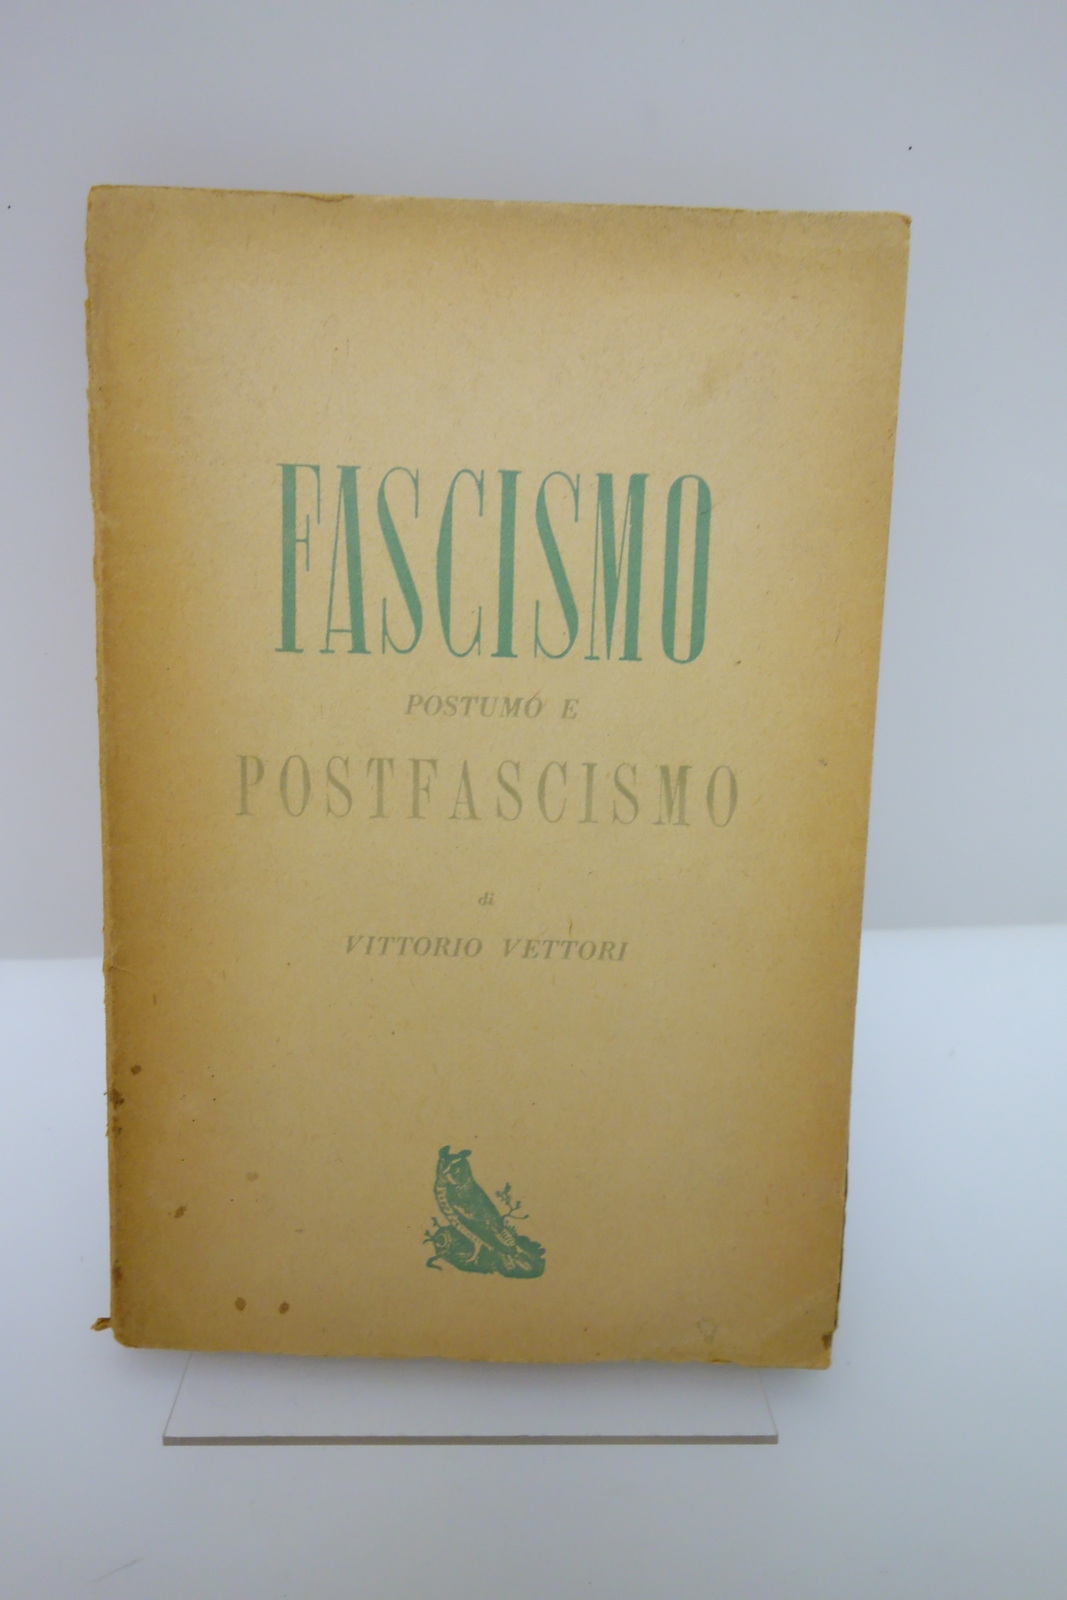 FASCISMO
POSTUMO E
POSTFASCISMO
di
VITTORIO VETTORI